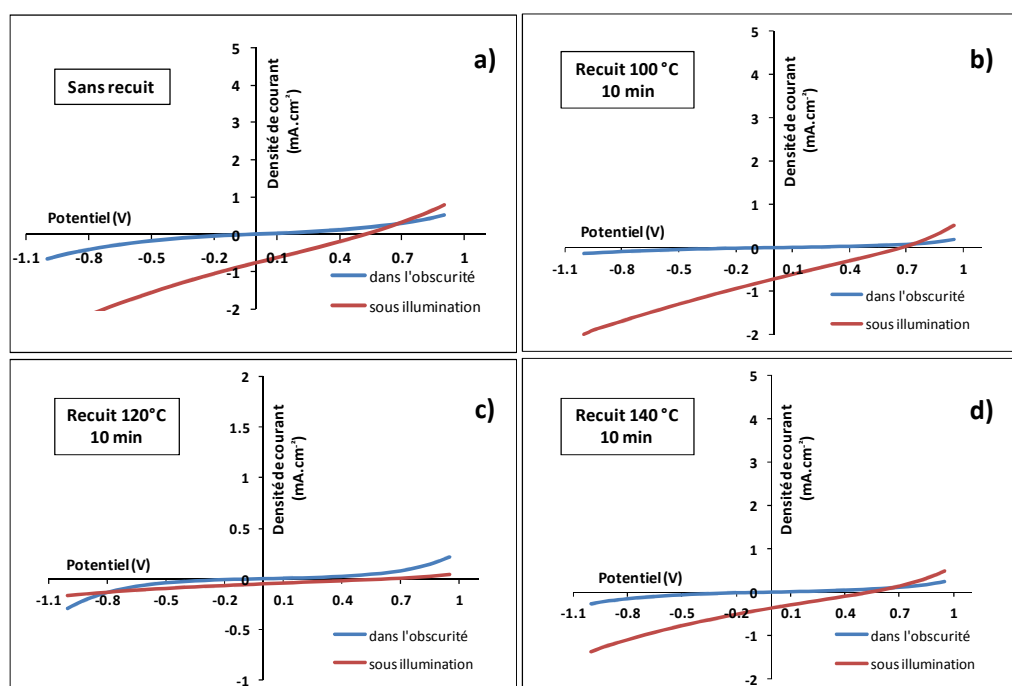 a)
Sans recuit
Densité de courant
(mA.cm⁻²)
Potentiel (V)
5
4
3
2
1
0
-1
-2
-1.1 -0.8 -0.5 -0.2 0.1 0.4 0.7 1
dans l'obscurité
sous illumination
b)
Recuit 100 °C
10 min
Densité de courant
(mA.cm⁻²)
Potentiel (V)
5
4
3
2
1
0
-1
-2
-1.1 -0.8 -0.5 -0.2 0.1 0.4 0.7 1
dans l'obscurité
sous illumination
c)
Recuit 120°C
10 min
Densité de courant
(mA.cm⁻²)
Potentiel (V)
2
1.5
1
0.5
0
-0.5
-1
-1.1 -0.8 -0.5 -0.2 0.1 0.4 0.7 1
dans l'obscurité
sous illumination
d)
Recuit 140 °C
10 min
Densité de courant
(mA.cm⁻²)
Potentiel (V)
5
4
3
2
1
0
-1
-2
-1.1 -0.8 -0.5 -0.2 0.1 0.4 0.7 1
dans l'obscurité
sous illumination